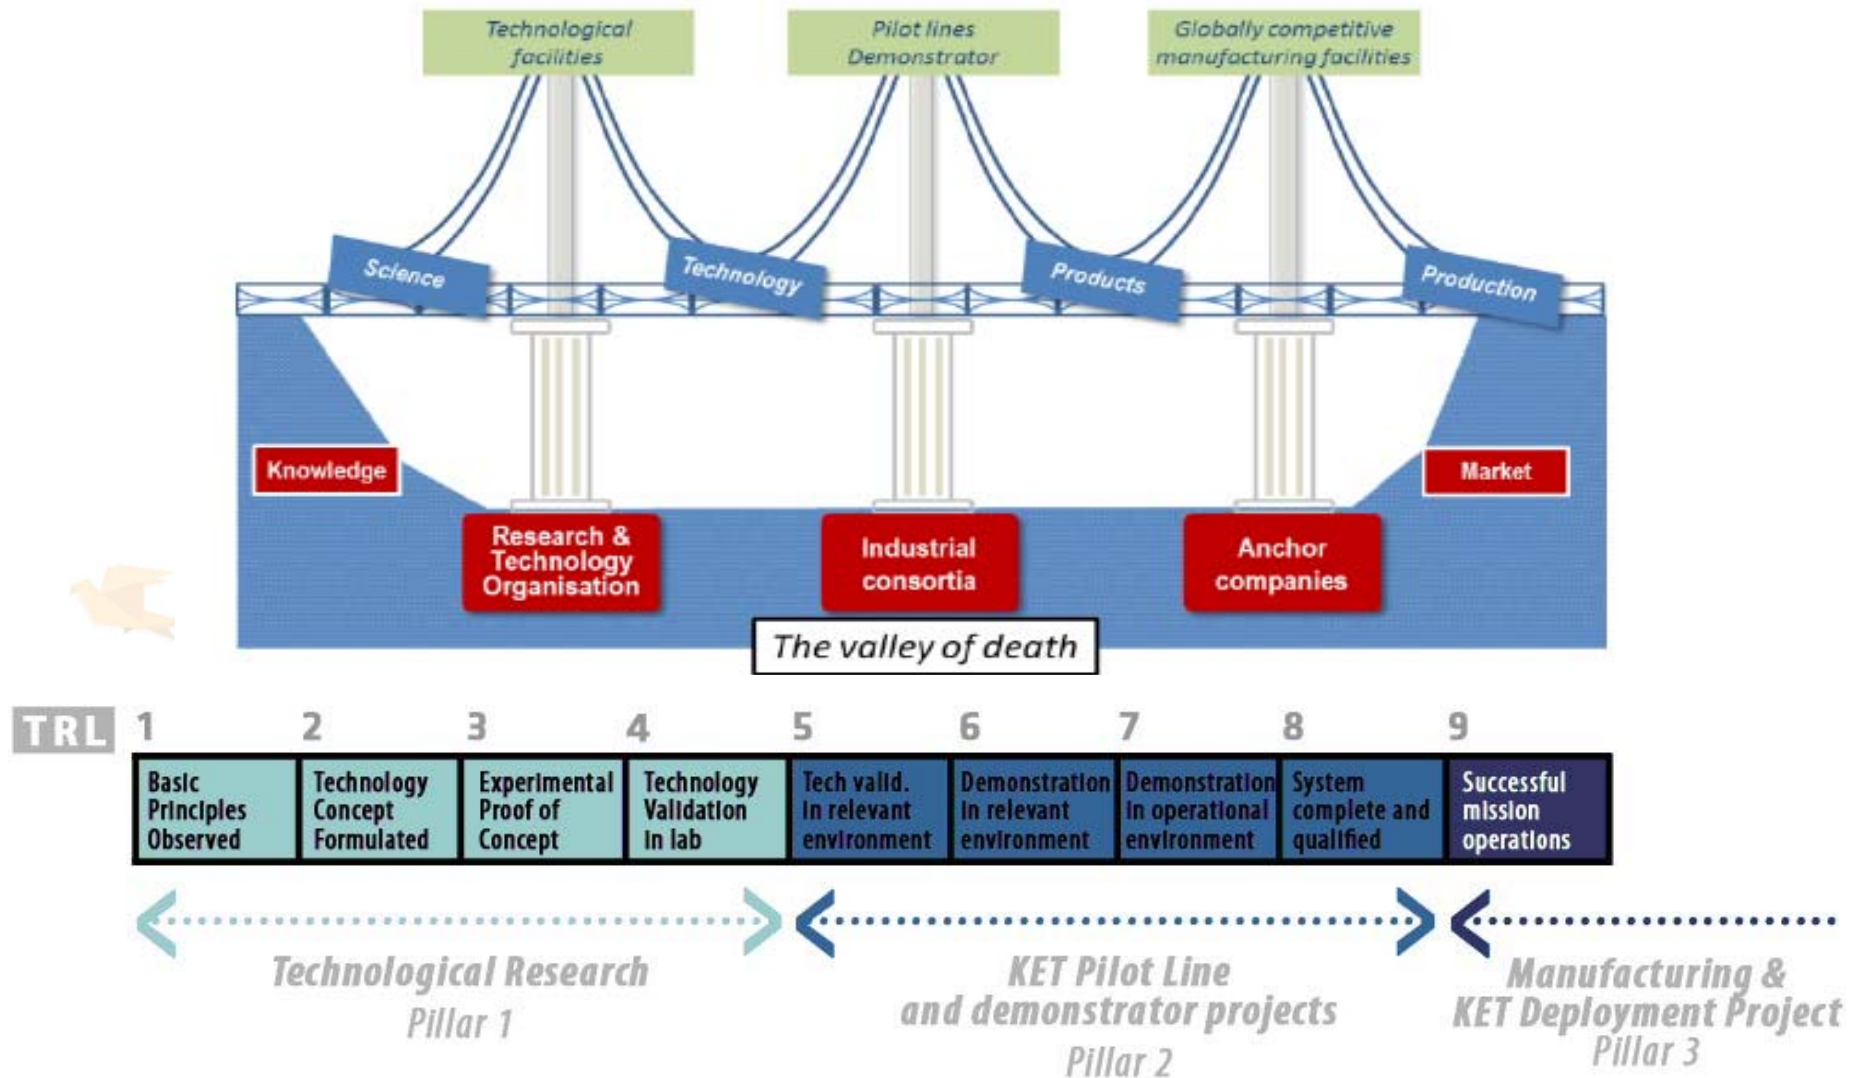 Technological
facilities
Pilot lines
Demonstrator
Globally competitive
manufacturing facilities
Science
Technology
Products
Production
Knowledge
Market
Research &
Technology
Organisation
Industrial
consortia
Anchor
companies
The valley of death
TRL 1 2 3 4 5 6 7 8 9
Basic
Principles
Observed
Technology
Concept
Formulated
Experimental
Proof of
Concept
Technology
Validation
in lab
Tech valid.
in relevant
environment
Demonstration
in relevant
environment
Demonstration
in operational
environment
System
complete and
qualified
Successful
mission
operations
Technological Research
Pillar 1
KET Pilot Line
and demonstrator projects
Pillar 2
Manufacturing &
KET Deployment Project
Pillar 3